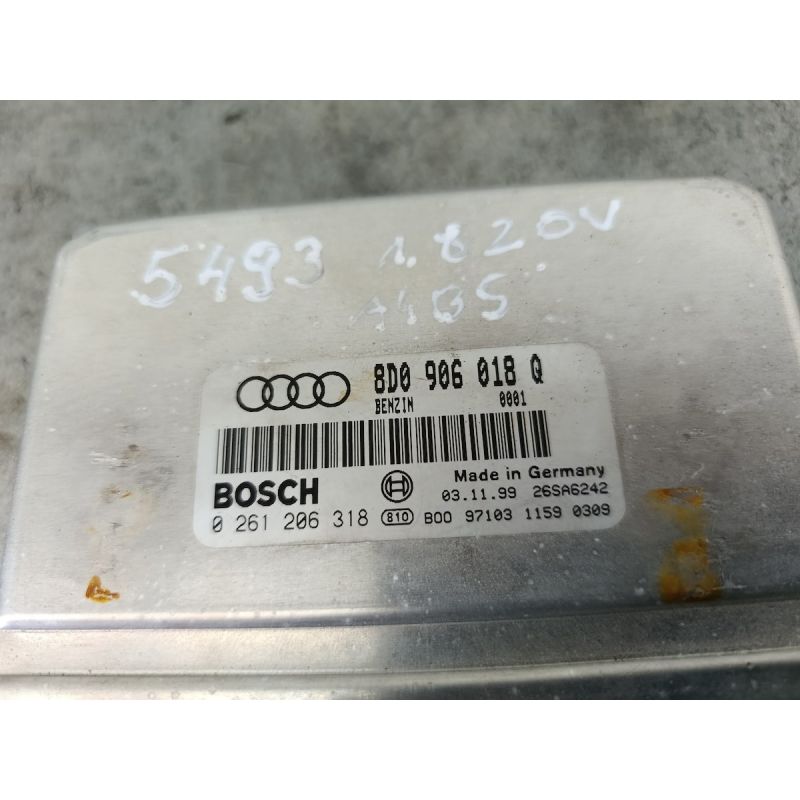 5493 1.8 20V
A4B5
8D0 906 018 Q
BENZIN 0001
Made in Germany
BOSCH 03.11.99 26SA6242
0 261 206 318 810 B00 97103 1159 0309